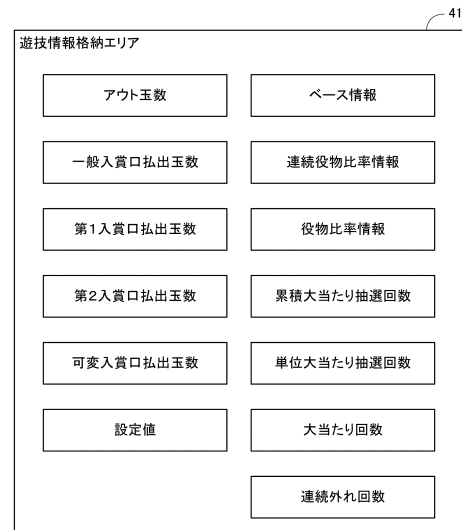 41
遊技情報格納エリア
アウト玉数
ベース情報
一般入賞口払出玉数
連続役物比率情報
第1入賞口払出玉数
役物比率情報
第2入賞口払出玉数
累積大当たり抽選回数
可変入賞口払出玉数
単位大当たり抽選回数
設定値
大当たり回数
連続外れ回数